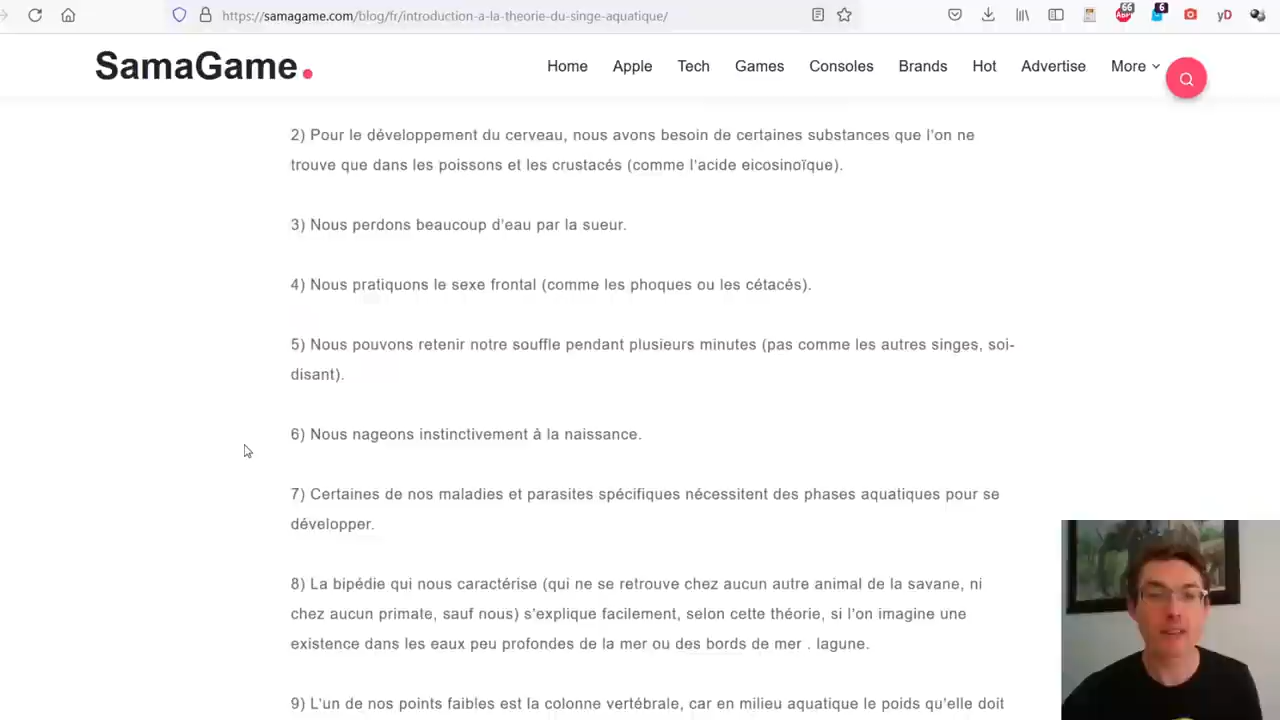 https://samagame.com/blog/fr/introduction-a-la-theorie-du-singe-aquatique/
66
ABP
6
yD
SamaGame.
Home Apple Tech Games Consoles Brands Hot Advertise More
2) Pour le développement du cerveau, nous avons besoin de certaines substances que l'on ne
trouve que dans les poissons et les crustacés (comme l'acide eicosinoïque).
3) Nous perdons beaucoup d'eau par la sueur.
4) Nous pratiquons le sexe frontal (comme les phoques ou les cétacés).
5) Nous pouvons retenir notre souffle pendant plusieurs minutes (pas comme les autres singes, soi-
disant).
6) Nous nageons instinctivement à la naissance.
7) Certaines de nos maladies et parasites spécifiques nécessitent des phases aquatiques pour se
développer.
8) La bipédie qui nous caractérise (qui ne se retrouve chez aucun autre animal de la savane, ni
chez aucun primate, sauf nous) s'explique facilement, selon cette théorie, si l'on imagine une
existence dans les eaux peu profondes de la mer ou des bords de mer . lagune.
9) L'un de nos points faibles est la colonne vertébrale, car en milieu aquatique le poids qu'elle doit